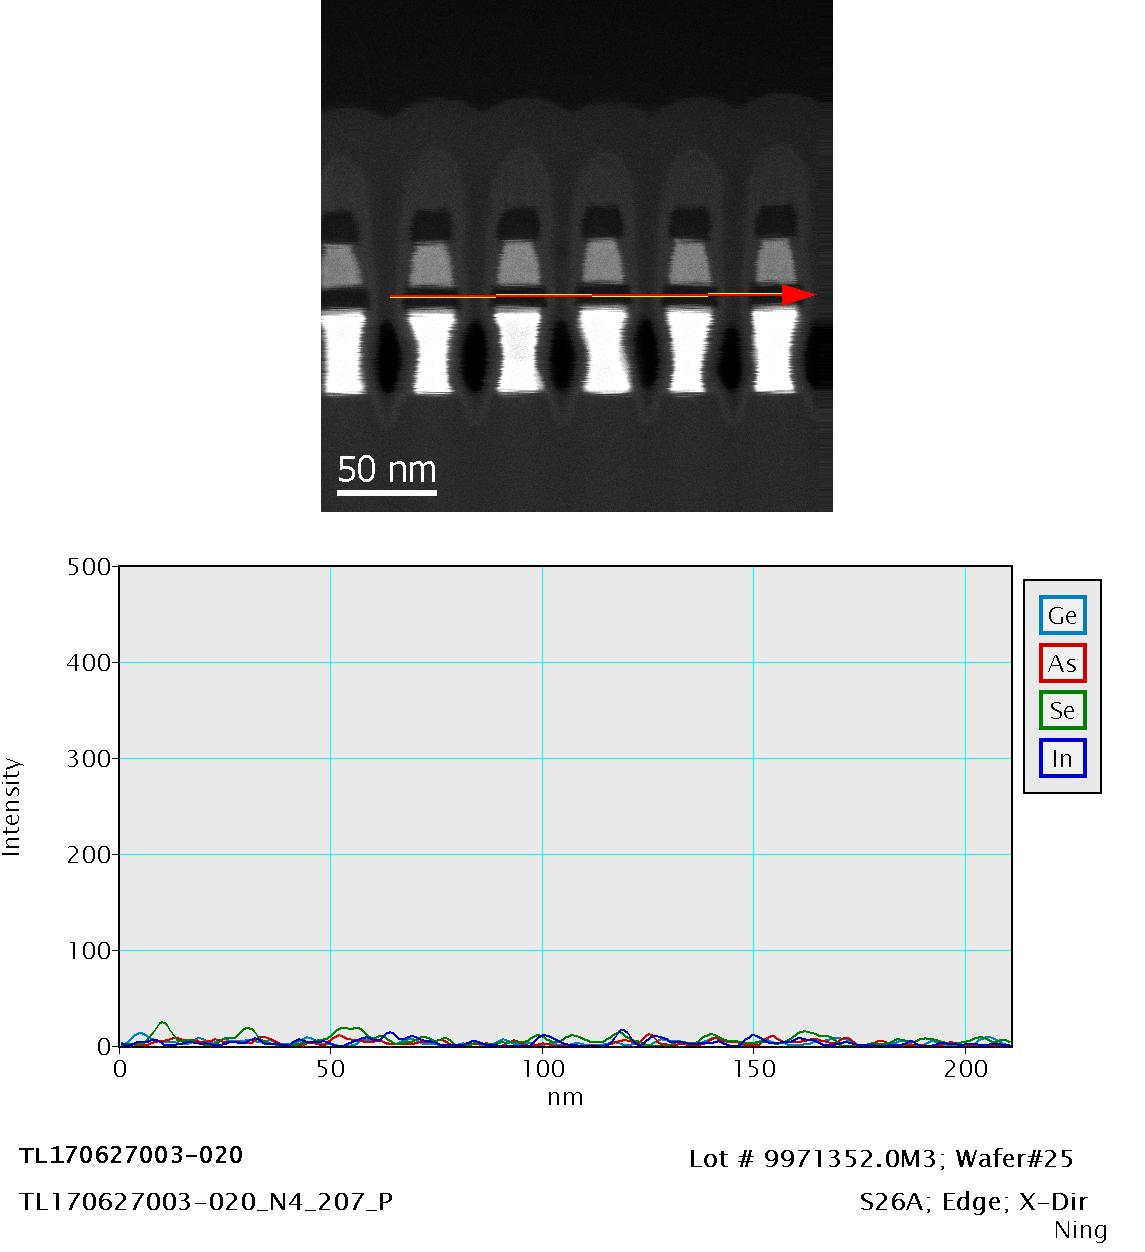 50 nm
500
400
300
200
100
0
Intensity
0 50 100 150 200
nm
Ge
As
Se
In
TL170627003-020
Lot # 9971352.0M3; Wafer#25
TL170627003-020_N4_207_P
S26A; Edge; X-Dir
Ning